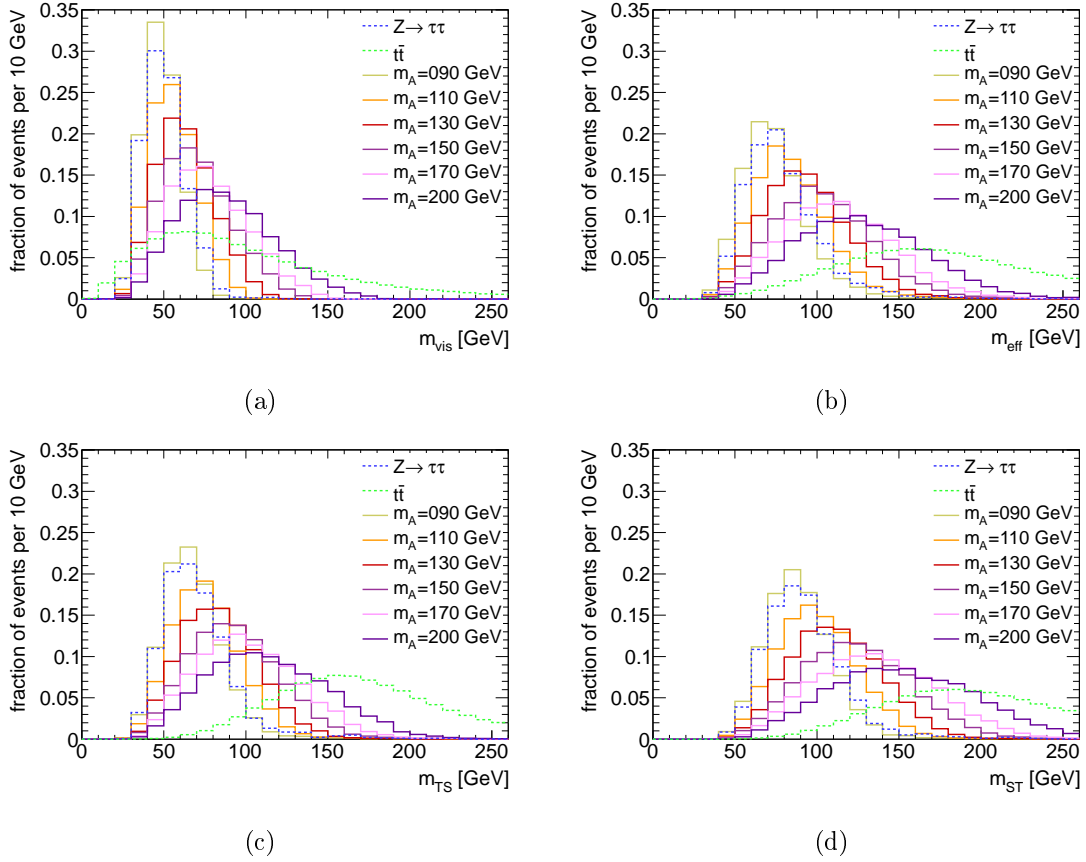 fraction of events per 10 GeV
0.35
0.3
0.25
0.2
0.15
0.1
0.05
0
0 50 100 150 200 250
m_vis [GeV]
Z→ ττ
tt̄
m_A=090 GeV
m_A=110 GeV
m_A=130 GeV
m_A=150 GeV
m_A=170 GeV
m_A=200 GeV
(a)
fraction of events per 10 GeV
0.35
0.3
0.25
0.2
0.15
0.1
0.05
0
0 50 100 150 200 250
m_eff [GeV]
Z→ ττ
tt̄
m_A=090 GeV
m_A=110 GeV
m_A=130 GeV
m_A=150 GeV
m_A=170 GeV
m_A=200 GeV
(b)
fraction of events per 10 GeV
0.35
0.3
0.25
0.2
0.15
0.1
0.05
0
0 50 100 150 200 250
m_TS [GeV]
Z→ ττ
tt̄
m_A=090 GeV
m_A=110 GeV
m_A=130 GeV
m_A=150 GeV
m_A=170 GeV
m_A=200 GeV
(c)
fraction of events per 10 GeV
0.35
0.3
0.25
0.2
0.15
0.1
0.05
0
0 50 100 150 200 250
m_ST [GeV]
Z→ ττ
tt̄
m_A=090 GeV
m_A=110 GeV
m_A=130 GeV
m_A=150 GeV
m_A=170 GeV
m_A=200 GeV
(d)